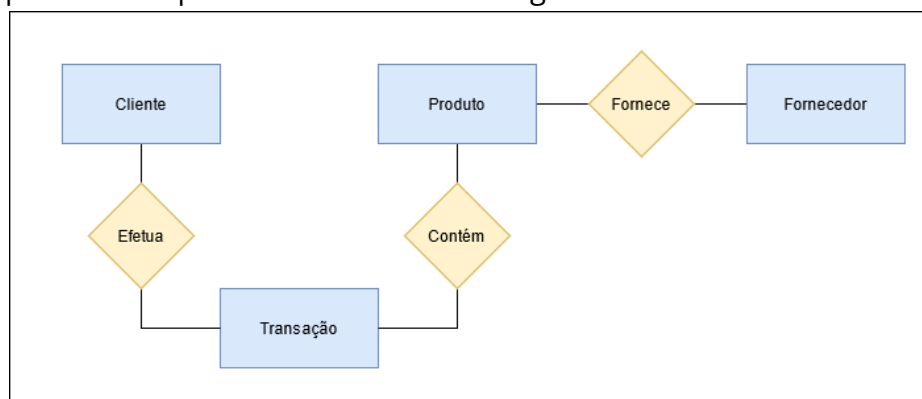 Cliente
Produto
Fornece
Fornecedor
Efetua
Contém
Transação